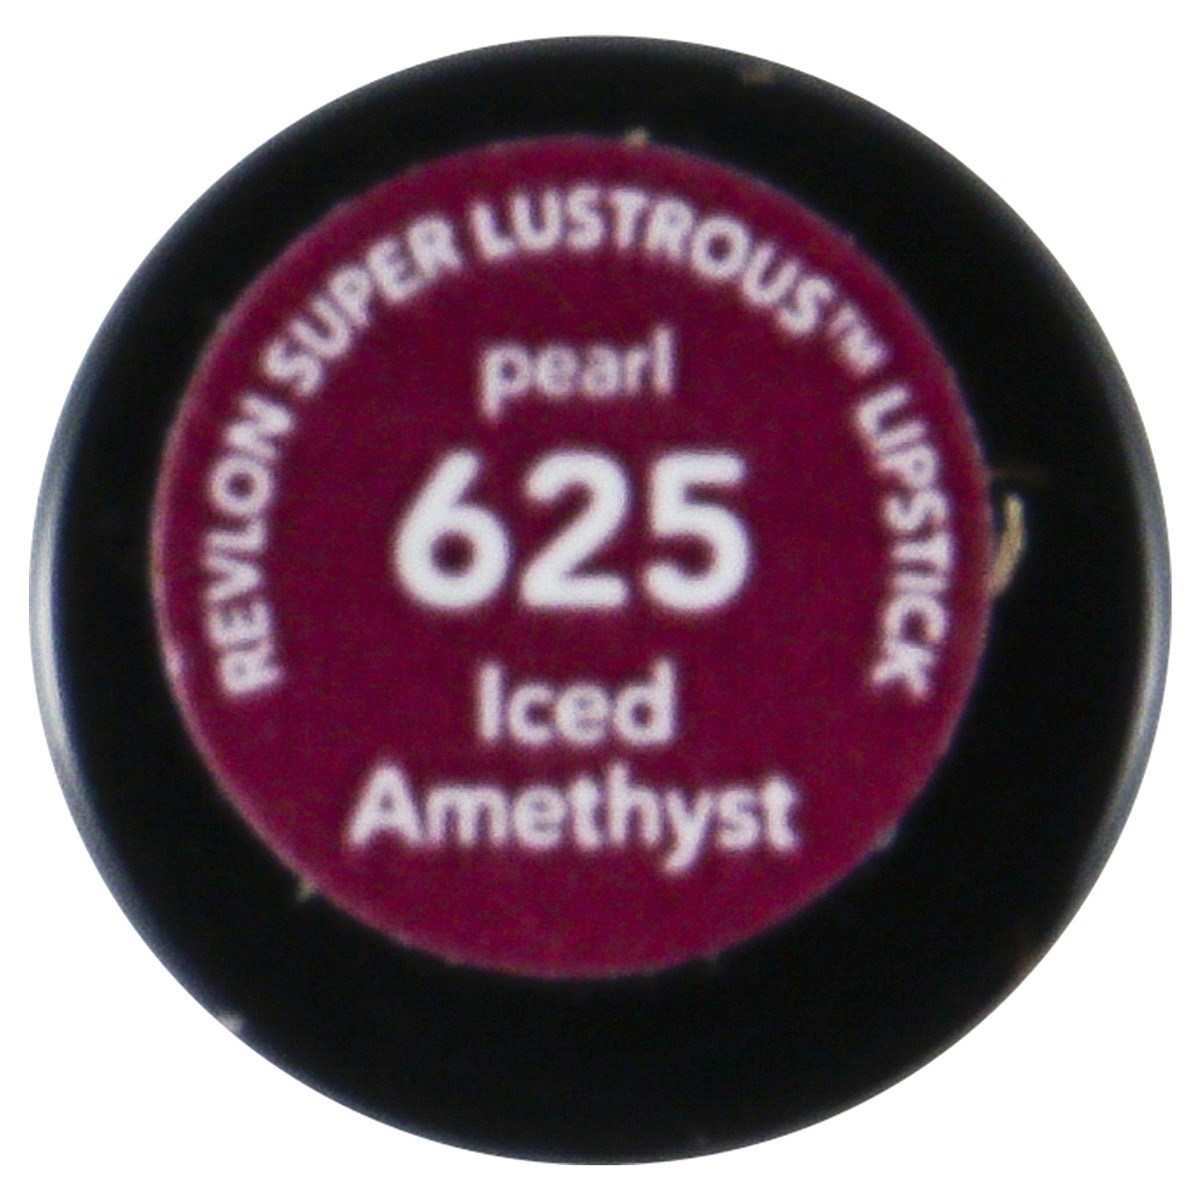 REVLON SUPER LUSTROUS™ LIPSTICK
pearl
625
Iced
Amethyst